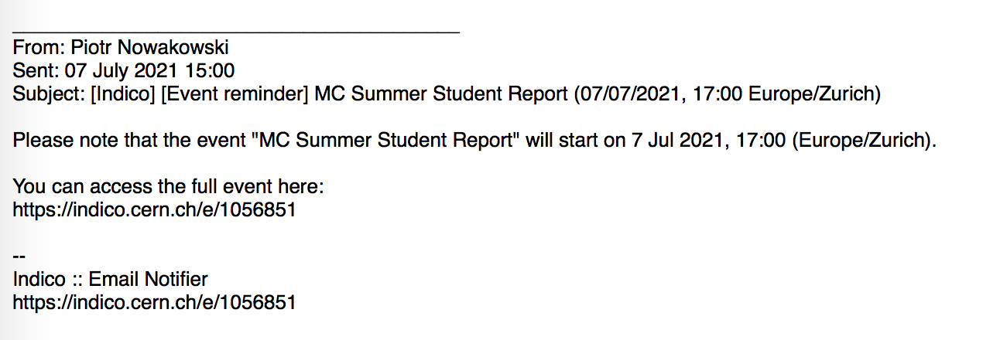 From: Piotr Nowakowski
Sent: 07 July 2021 15:00
Subject: [Indico] [Event reminder] MC Summer Student Report (07/07/2021, 17:00 Europe/Zurich)
Please note that the event "MC Summer Student Report" will start on 7 Jul 2021, 17:00 (Europe/Zurich).
You can access the full event here:
https://indico.cern.ch/e/1056851
--
Indico :: Email Notifier
https://indico.cern.ch/e/1056851